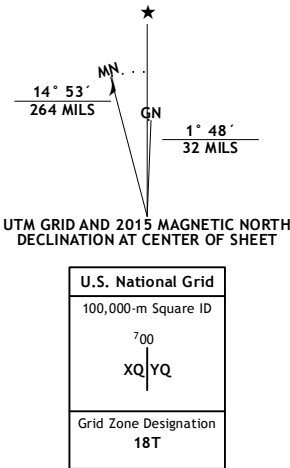 ★
MN
14° 53´
264 MILS
GN
1° 48´
32 MILS
UTM GRID AND 2015 MAGNETIC NORTH
DECLINATION AT CENTER OF SHEET
U.S. National Grid
100,000-m Square ID
⁷00
XQ YQ
Grid Zone Designation
18T